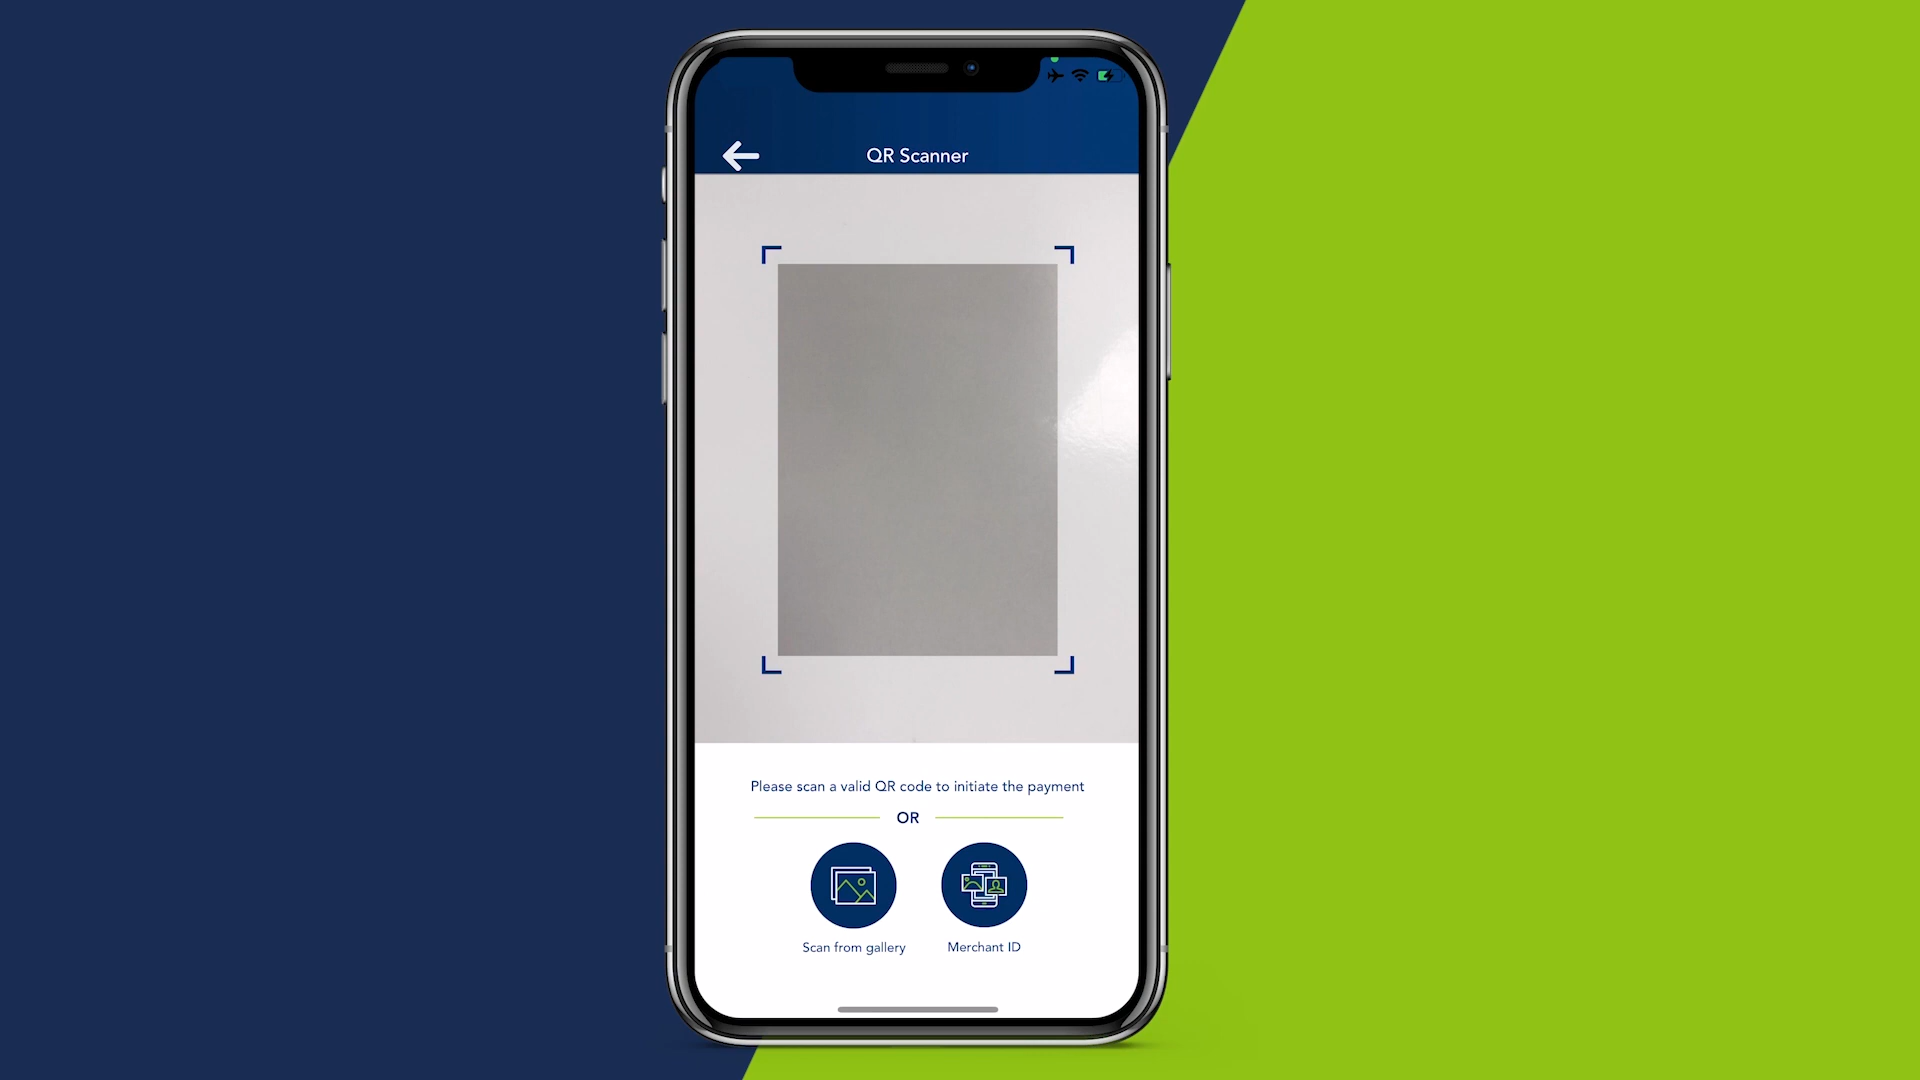 QR Scanner
Please scan a valid QR code to initiate the payment
OR
Scan from gallery
Merchant ID